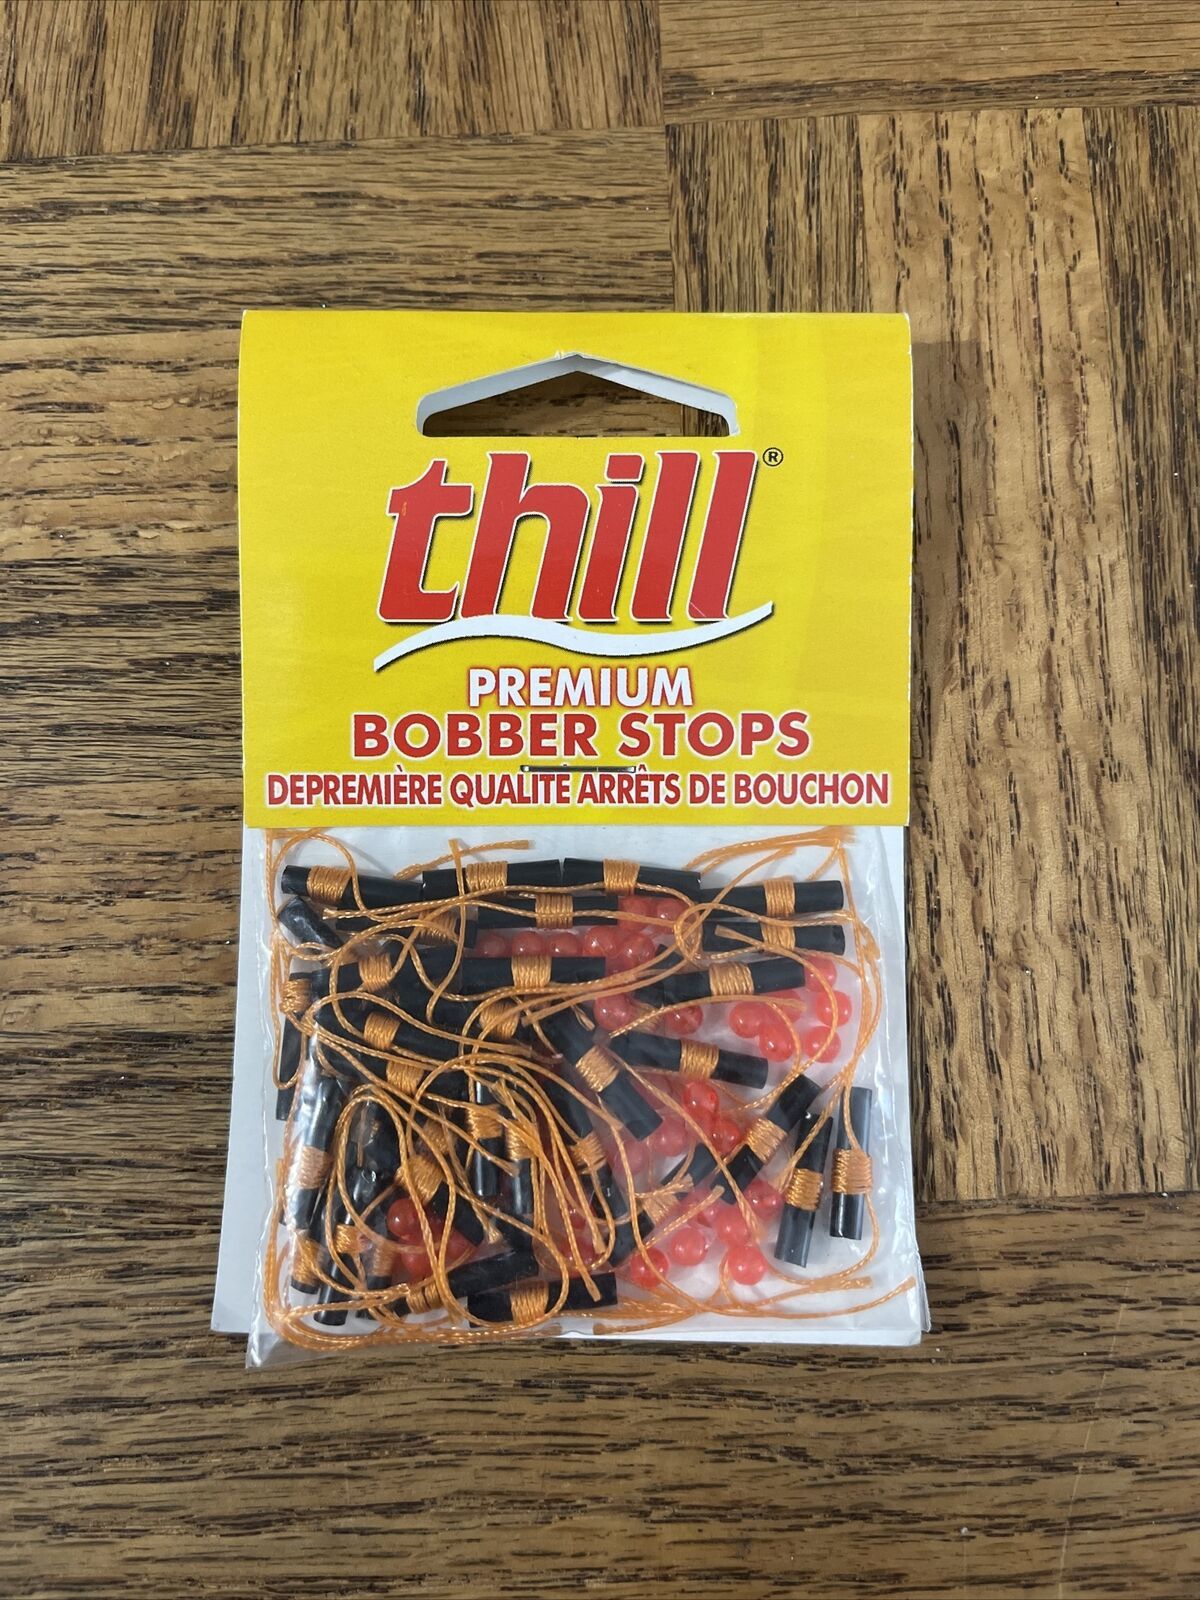 thill®
PREMIUM
BOBBER STOPS
DEPREMIÈRE QUALITE ARRÊTS DE BOUCHON